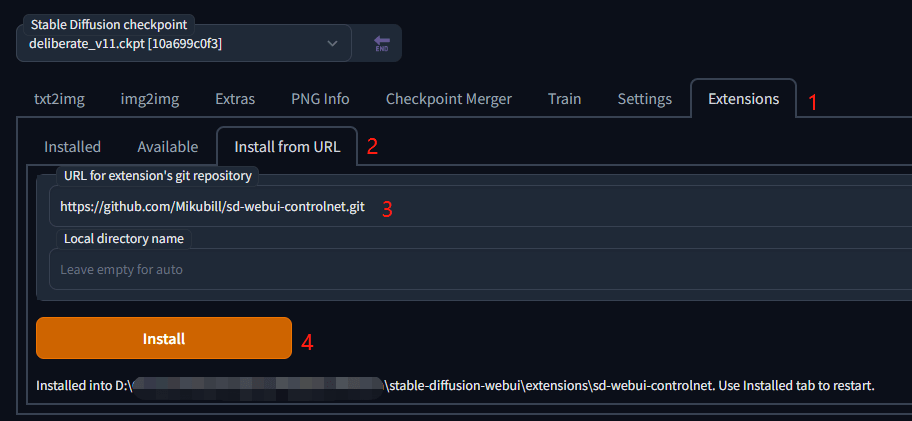 Stable Diffusion checkpoint
deliberate_v11.ckpt [10a699c0f3]
END
txt2img img2img Extras PNG Info Checkpoint Merger Train Settings Extensions 1
Installed Available Install from URL 2
URL for extension's git repository
https://github.com/Mikubill/sd-webui-controlnet.git 3
Local directory name
Leave empty for auto
Install 4
Installed into D:\ \stable-diffusion-webui\extensions\sd-webui-controlnet. Use Installed tab to restart.